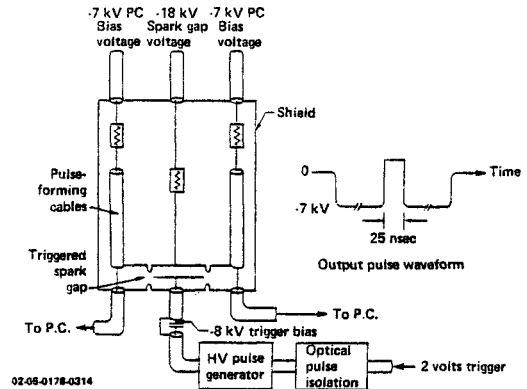 -7 kV PC
Bias
voltage
-18 kV
Spark gap
voltage
-7 kV PC
Bias
voltage
Shield
Pulse-
forming
cables
Triggered
spark
gap
0
Time
-7 kV
25 nsec
Output pulse waveform
To P.C.
To P.C.
-8 kV trigger bias
HV pulse
generator
Optical
pulse
isolation
2 volts trigger
02-05-0178-0314